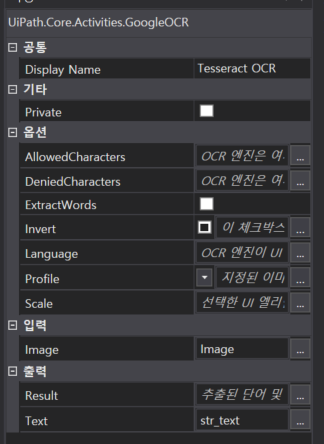 UiPath.Core.Activities.GoogleOCR
공통
Display Name Tesseract OCR
기타
Private
옵션
AllowedCharacters OCR 엔진은 여 ...
DeniedCharacters OCR 엔진은 여 ...
ExtractWords
Invert 이 체크박스 ...
Language OCR 엔진이 UI ...
Profile 지정된 이미 ...
Scale 선택한 UI 엘리 ...
입력
Image Image ...
출력
Result 추출된 단어 및 ...
Text str_text ...